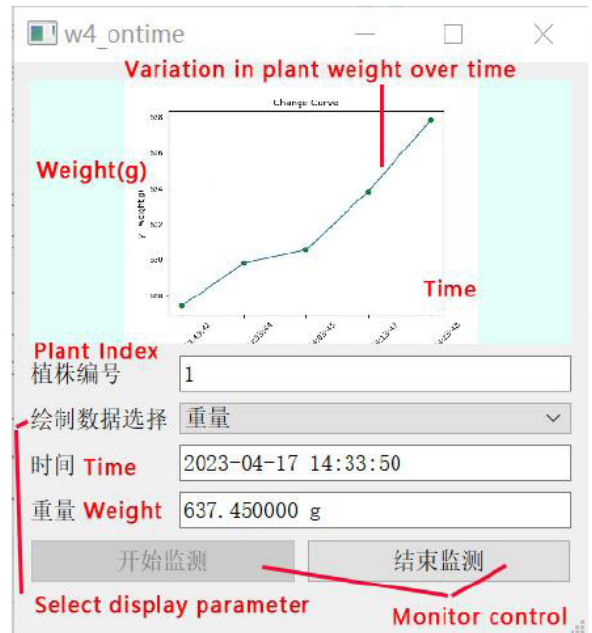 w4_ontime
Variation in plant weight over time
Change Curve
Weight(g)
Time
Plant Index
植株编号 1
绘制数据选择 重量
时间 Time 2023-04-17 14:33:50
重量 Weight 637.450000 g
开始监测 结束监测
Select display parameter
Monitor control